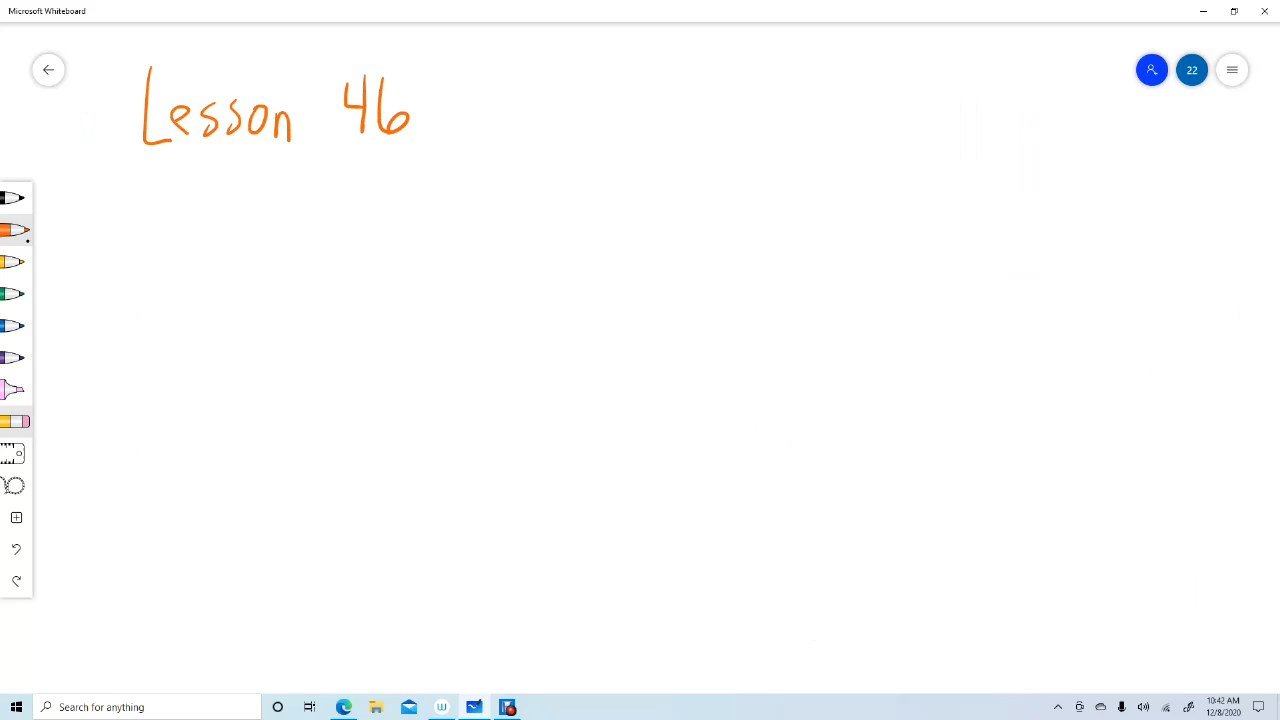 Microsoft Whiteboard
22
Lesson 46
Search for anything
10:42 AM
12/8/2020